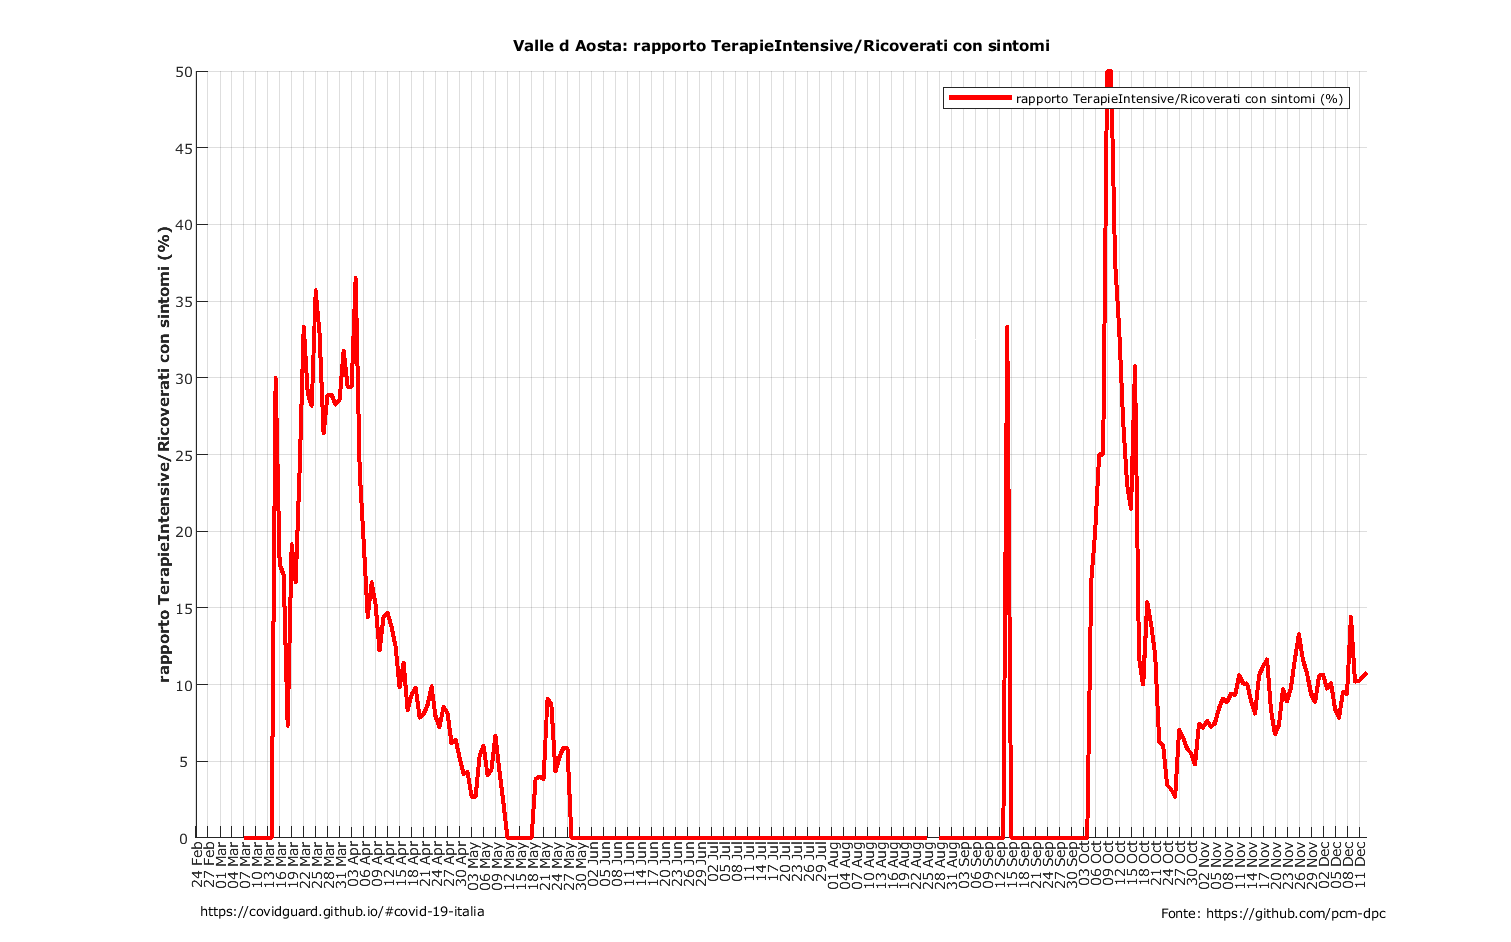 Valle d Aosta: rapporto TerapieIntensive/Ricoverati con sintomi
rapporto TerapieIntensive/Ricoverati con sintomi (%)
rapporto TerapieIntensive/Ricoverati con sintomi (%)
50
45
40
35
30
25
20
15
10
5
0
24 Feb
27 Feb
01 Mar
04 Mar
07 Mar
10 Mar
13 Mar
16 Mar
19 Mar
22 Mar
25 Mar
28 Mar
31 Mar
03 Apr
06 Apr
09 Apr
12 Apr
15 Apr
18 Apr
21 Apr
24 Apr
27 Apr
30 Apr
03 May
06 May
09 May
12 May
15 May
18 May
21 May
24 May
27 May
30 May
02 Jun
05 Jun
08 Jun
11 Jun
14 Jun
17 Jun
20 Jun
23 Jun
26 Jun
29 Jun
02 Jul
05 Jul
08 Jul
11 Jul
14 Jul
17 Jul
20 Jul
23 Jul
26 Jul
29 Jul
01 Aug
04 Aug
07 Aug
10 Aug
13 Aug
16 Aug
19 Aug
22 Aug
25 Aug
28 Aug
31 Aug
03 Sep
06 Sep
09 Sep
12 Sep
15 Sep
18 Sep
21 Sep
24 Sep
27 Sep
30 Sep
03 Oct
06 Oct
09 Oct
12 Oct
15 Oct
18 Oct
21 Oct
24 Oct
27 Oct
30 Oct
02 Nov
05 Nov
08 Nov
11 Nov
14 Nov
17 Nov
20 Nov
23 Nov
26 Nov
29 Nov
02 Dec
05 Dec
08 Dec
11 Dec
https://covidguard.github.io/#covid-19-italia
Fonte: https://github.com/pcm-dpc